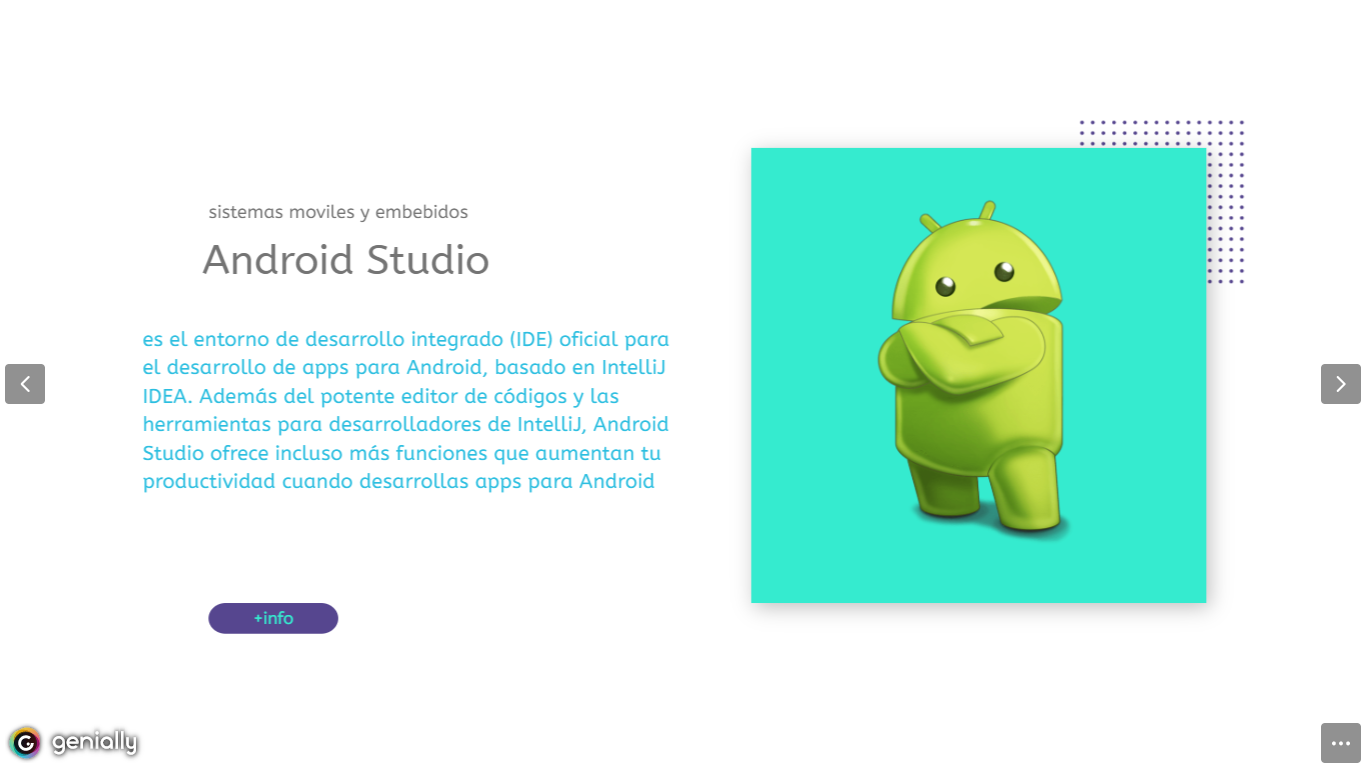 sistemas moviles y embebidos
Android Studio
es el entorno de desarrollo integrado (IDE) oficial para
el desarrollo de apps para Android, basado en IntelliJ
IDEA. Además del potente editor de códigos y las
herramientas para desarrolladores de IntelliJ, Android
Studio ofrece incluso más funciones que aumentan tu
productividad cuando desarrollas apps para Android
+info
genially